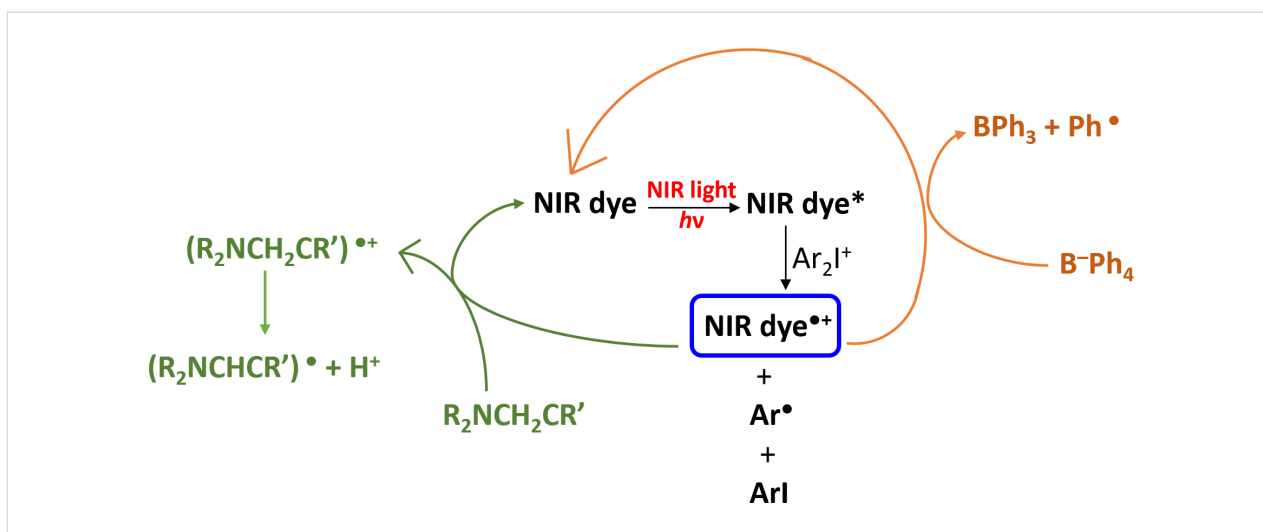 BPh₃ + Ph •
NIR dye
NIR light
hν
NIR dye*
(R₂NCH₂CR’) •+
Ar₂I⁺
B⁻Ph₄
NIR dye•+
(R₂NCHCR’) • + H⁺
+
R₂NCH₂CR’
Ar•
+
ArI